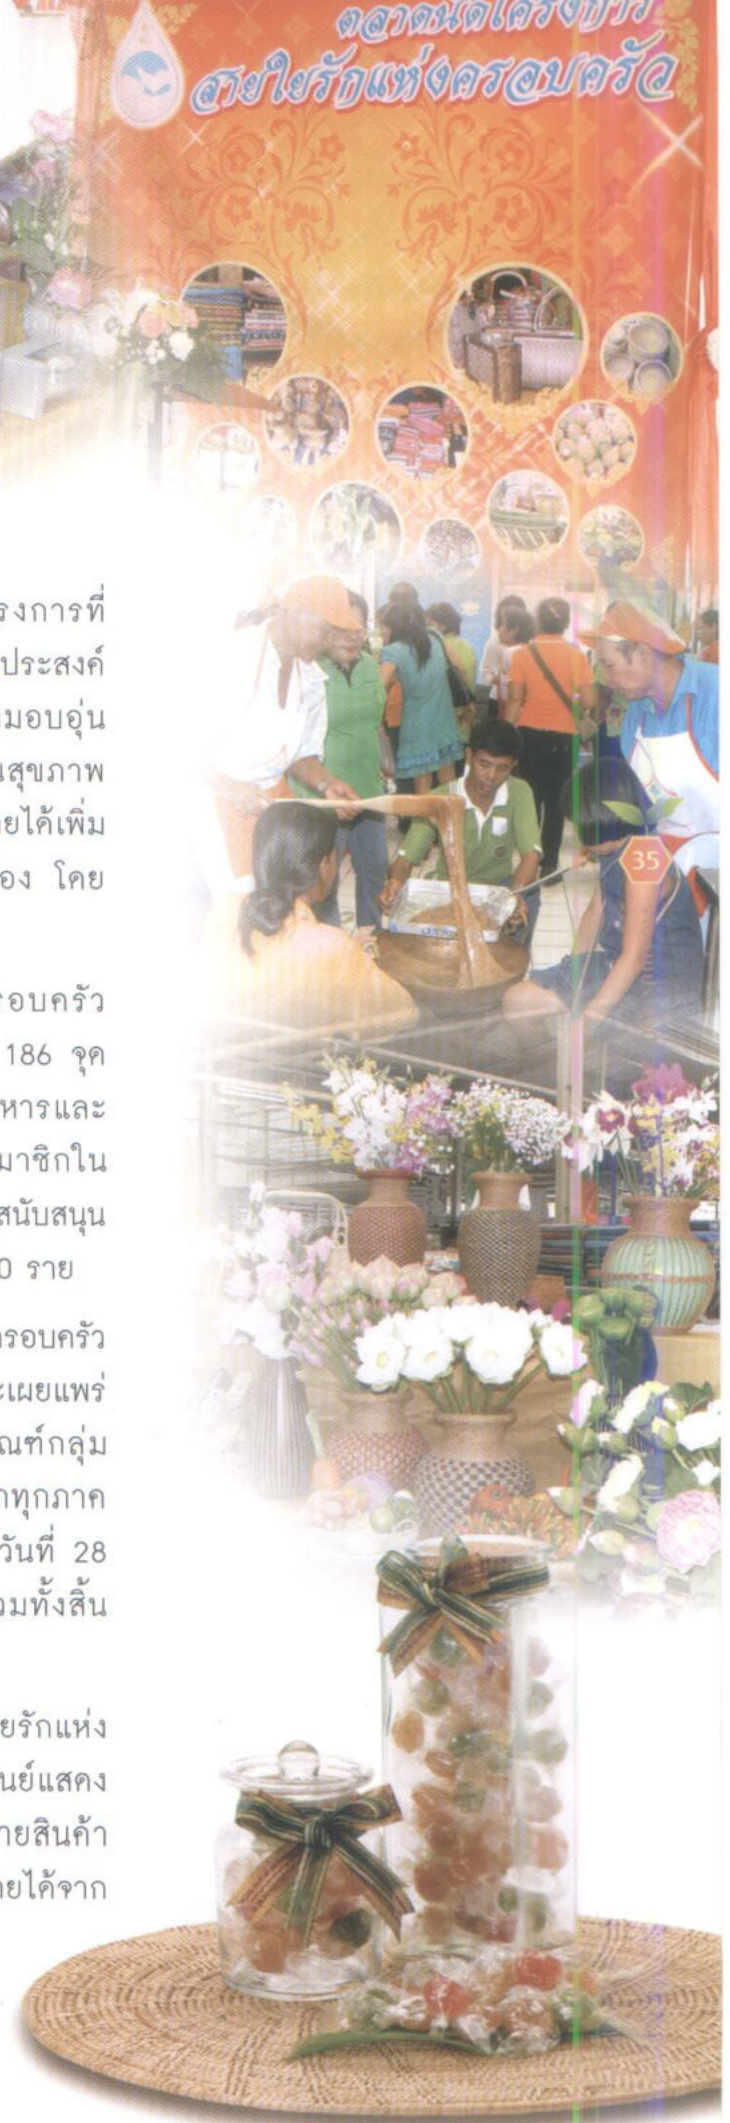 ตลาดนัดโครงการ
สายใยรักแห่งครอบครัว
รงการที่
ประสงค์
มอบอุ่น
นสุขภาพ
ยได้เพิ่ม
อง โดย
35
รอบครัว
186 จุด
หารและ
มาชิกใน
สนับสนุน
0 ราย
ครอบครัว
ะเผยแพร่
ณฑ์กลุ่ม
กทุกภาค
วันที่ 28
วมทั้งสิ้น
ยรักแห่ง
นย์แสดง
ายสินค้า
ายได้จาก